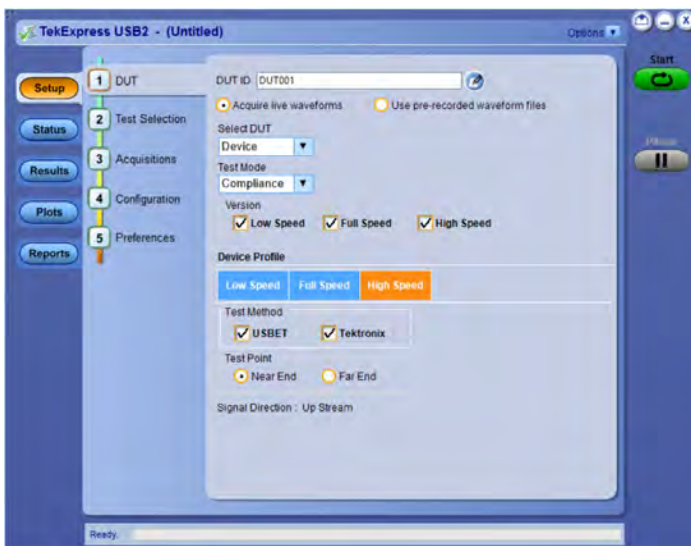 TekExpress USB2 - (Untitled)
Options
Start
Setup
Status
Results
Plots
Reports
1 DUT
2 Test Selection
3 Acquisitions
4 Configuration
5 Preferences
DUT ID DUT001
Acquire live waveforms Use pre-recorded waveform files
Select DUT
Device
Test Mode
Compliance
Version
Low Speed Full Speed High Speed
Device Profile
Low Speed Full Speed High Speed
Test Method
USBET Tektronix
Test Point
Near End Far End
Signal Direction : Up Stream
Pause
Ready.